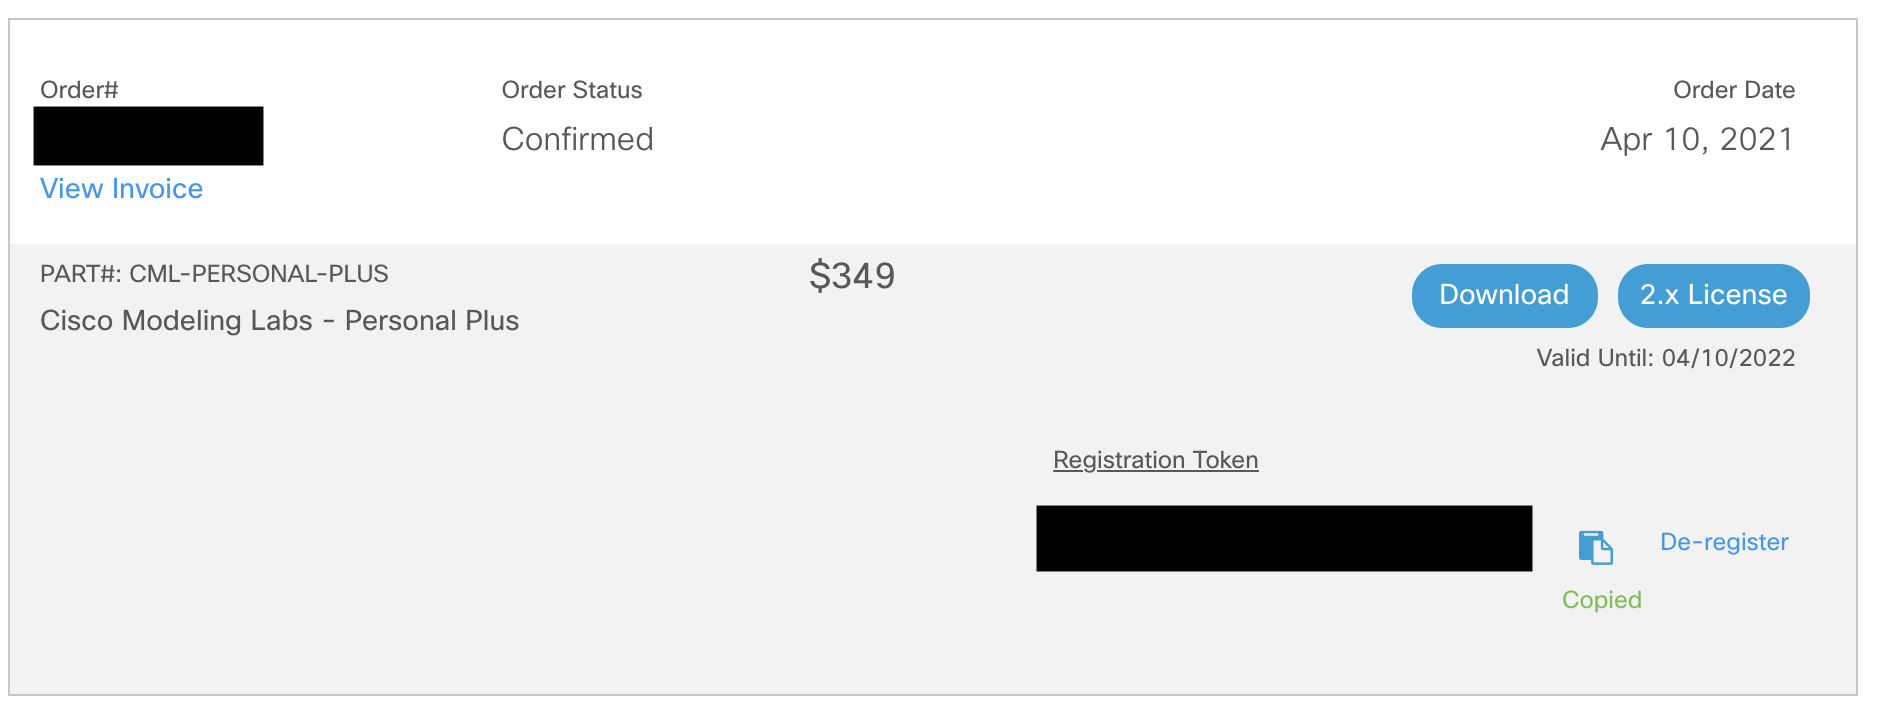 Order#
Order Status
Order Date
Confirmed
Apr 10, 2021
View Invoice
PART#: CML-PERSONAL-PLUS
$349
Download
2.x License
Cisco Modeling Labs - Personal Plus
Valid Until: 04/10/2022
Registration Token
De-register
Copied